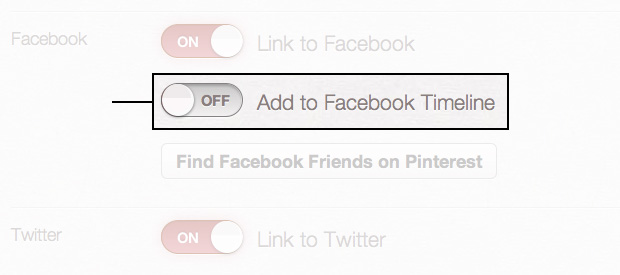 Facebook ON Link to Facebook
OFF Add to Facebook Timeline
Find Facebook Friends on Pinterest
Twitter ON Link to Twitter